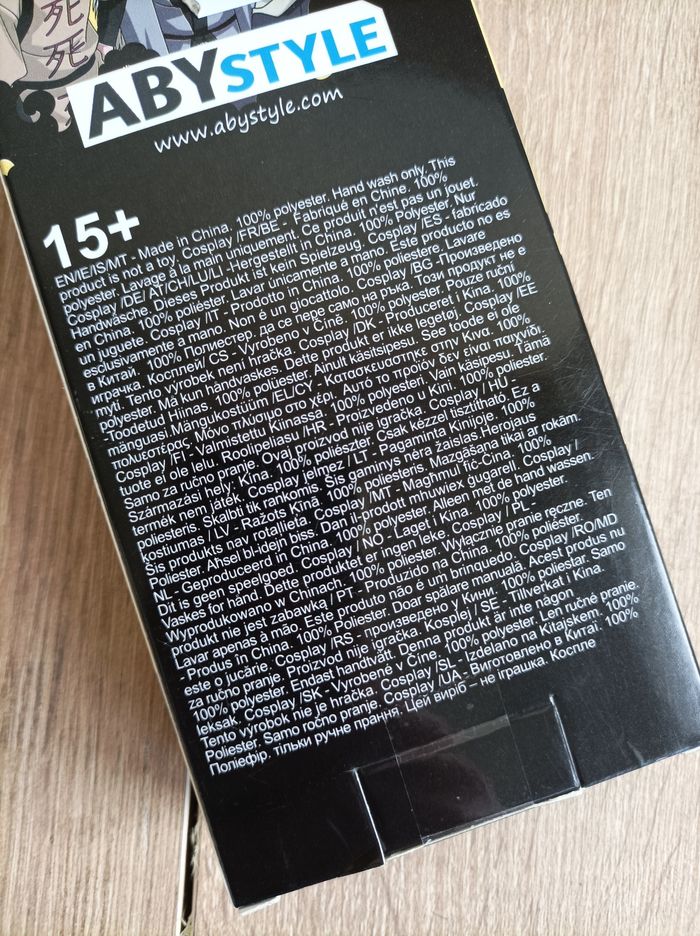 死
死
ABYSTYLE
www.abystyle.com
15+
EN/IE/IS/MT - Made in China. 100% polyester. Hand wash only. This
product is not a toy. Cosplay /FR/BE - Fabriqué en Chine. 100%
polyester. Lavage à la main uniquement. Ce produit n'est pas un jouet.
Cosplay /DE/ AT/CH/LU/LI -Hergestellt in China. 100% Polyester. Nur
Handwäsche. Dieses Produkt ist kein Spielzeug. Cosplay /ES - fabricado
en China. 100% poliéster. Lavar únicamente a mano. Este producto no es
un juguete. Cosplay /IT - Prodotto in China. 100% poliestere. Lavare
esclusivamente a mano. Non é un giocattolo. Cosplay /BG -Произведено
в Китай . 100% Полиестер. да се пере само на ръка. Този продукт не е
играчка. Косплей/ CS - Vyrobeno v Číně. 100% polyester. Pouze ruční
mytí. Tento výrobek není hračka. Cosplay /DK - Produceret i Kina. 100%
polyester. Må kun håndvaskes. Dette produkt er ikke legetøj. Cosplay /EE
-Toodetud Hiinas. 100% polüester. Ainult käsitsipesu. See toode ei ole
mänguasi.Mängukostüüm /EL/CY - Κατασκευάστηκε στην Κινα. 100%
πολυεστέρας. Μόνο πλύσιμο στο χέρι. Αυτό το προϊόν δεν είναι παιχνίδι.
Cosplay /FI - Valmistettu Kiinassa. 100% polyesteri. Vain käsipesu. Tämä
tuote ei ole lelu. Roolipeliasu /HR - Proizvedeno u Kini. 100% poliester.
Samo za ručno pranje. Ovaj proizvod nije igračka. Cosplay / HU -
Származási hely: Kína. 100% poliészter. Csak kézzel tisztítható. Ez a
termék nem játék. Cosplay jelmez / LT - Pagaminta Kinijoje. 100%
poliesteris. Skalbti tik rankomis. Šis gaminys nėra žaislas Herojaus
kostiumas / LV - Ražots Ķīnā. 100% poliesteris. Mazgāšana tikai ar rokām.
Šis produkts nav rotaļlieta. Cosplay /MT - Magħmul fiċ-Ċina. 100%
Poliester. Aħsel bl-idejn biss. Dan il-prodott mhuwiex ġugarell. Cosplay /
NL - Geproduceerd in China. 100% polyester. Alleen met de hand wassen.
Dit is geen speelgoed. Cosplay / NO - Laget i Kina. 100% polyester.
Vaskes for hånd. Dette produktet er ingen leke. Cosplay / PL -
Wyprodukowano w Chinach. 100% poliester. Wyłącznie pranie ręczne. Ten
produkt nie jest zabawką / PT - Produzido na China. 100% poliéster.
Lavar apenas à mão. Este produto não é um brinquedo. Cosplay /RO/MD
- Produs în China. 100% Poliester. Doar spălare manuală. Acest produs nu
este o jucărie. Cosplay /RS - произведено у Кини. 100% poliestar. Samo
za ručno pranje. Proizvod nije igračka. Kosplej / SE - Tillverkat i Kina.
100% polyester. Endast handtvätt. Denna produkt är inte någon
leksak. Cosplay /SK - Vyrobené v Číne. 100% polyester. Len ručné pranie.
Tento výrobok nie je hračka. Cosplay /SL - Izdelano na Kitajskem. 100%
Poliester. Samo ročno pranje. Cosplay /UA - Виготовлено в Китаї: 100%
Поліефір. тільки ручне прання. Цей виріб – не іграшка. Коспле